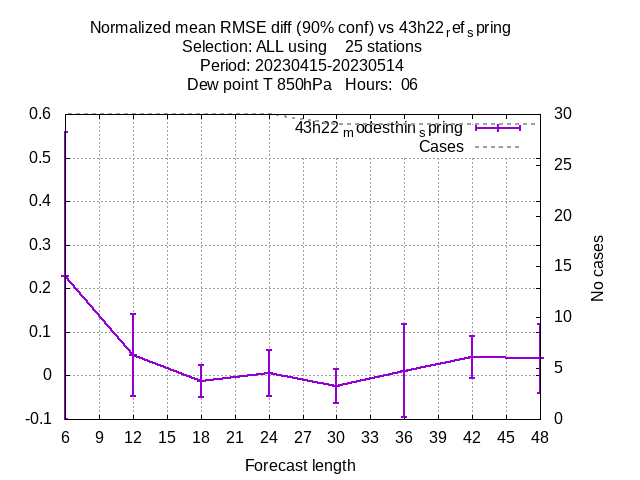 Normalized mean RMSE diff (90% conf) vs 43h22refspring
Selection: ALL using 25 stations
Period: 20230415-20230514
Dew point T 850hPa Hours: 06
43h22modesthinspring
Cases
0.6
0.5
0.4
0.3
0.2
0.1
0
-0.1
30
25
20
15
10
5
0
No cases
6 9 12 15 18 21 24 27 30 33 36 39 42 45 48
Forecast length